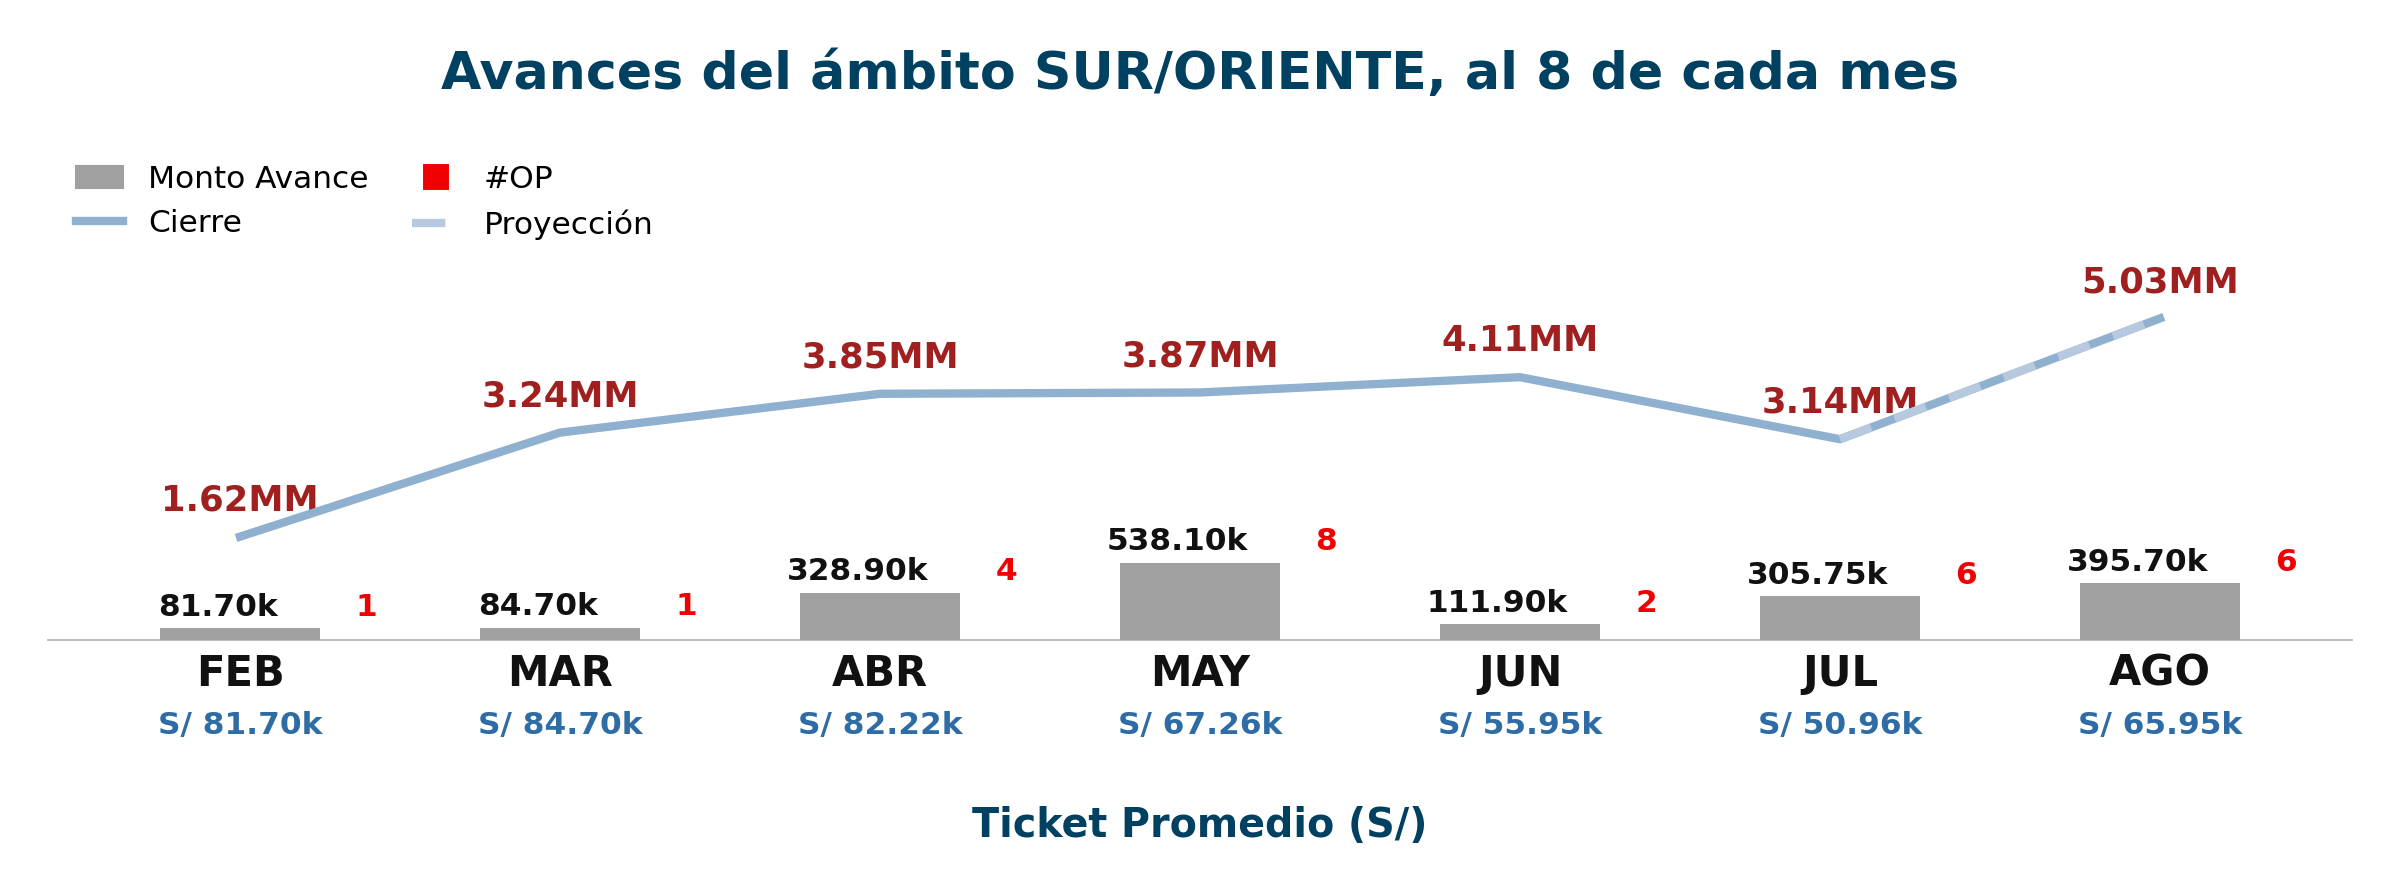 Avances del ámbito SUR/ORIENTE, al 8 de cada mes
Monto Avance #OP
Cierre Proyección
1.62MM 3.24MM 3.85MM 3.87MM 4.11MM 3.14MM 5.03MM
81.70k 1 84.70k 1 328.90k 4 538.10k 8 111.90k 2 305.75k 6 395.70k 6
FEB MAR ABR MAY JUN JUL AGO
S/ 81.70k S/ 84.70k S/ 82.22k S/ 67.26k S/ 55.95k S/ 50.96k S/ 65.95k
Ticket Promedio (S/)